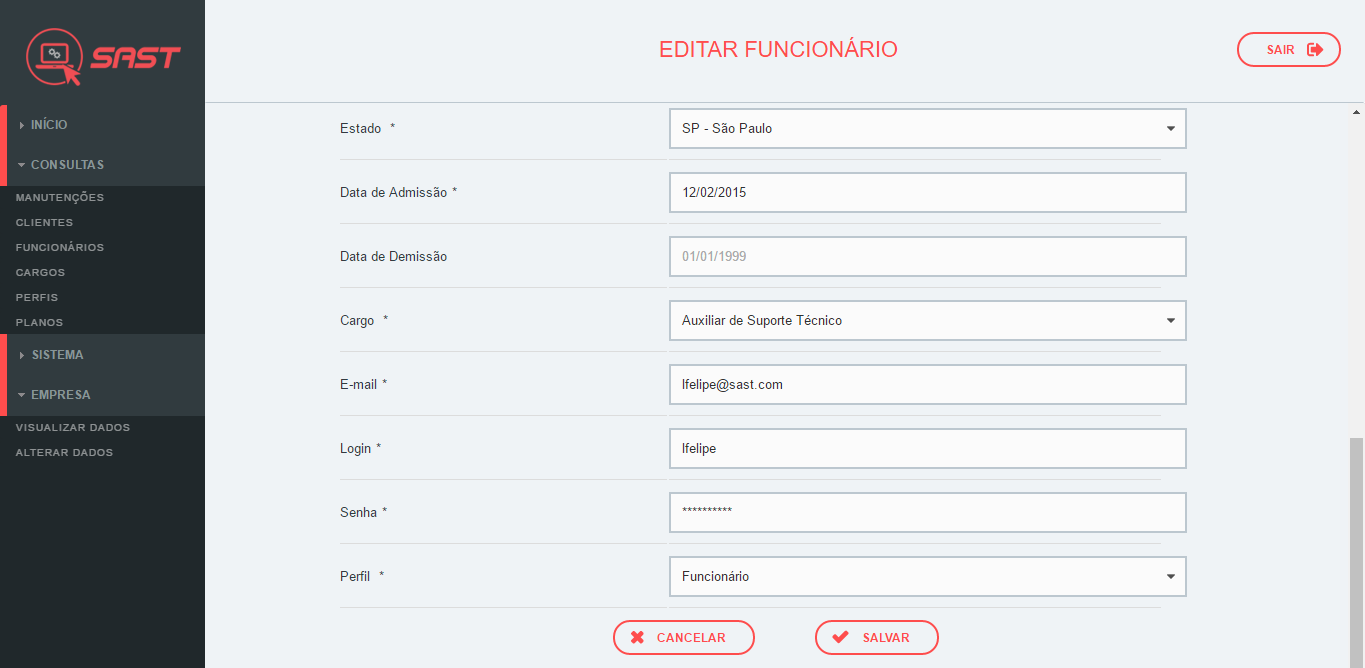 SAST
EDITAR FUNCIONÁRIO
SAIR
INÍCIO
CONSULTAS
MANUTENÇÕES
CLIENTES
FUNCIONÁRIOS
CARGOS
PERFIS
PLANOS
SISTEMA
EMPRESA
VISUALIZAR DADOS
ALTERAR DADOS
Estado * SP - São Paulo
Data de Admissão * 12/02/2015
Data de Demissão 01/01/1999
Cargo * Auxiliar de Suporte Técnico
E-mail * lfelipe@sast.com
Login * lfelipe
Senha * **********
Perfil * Funcionário
CANCELAR SALVAR